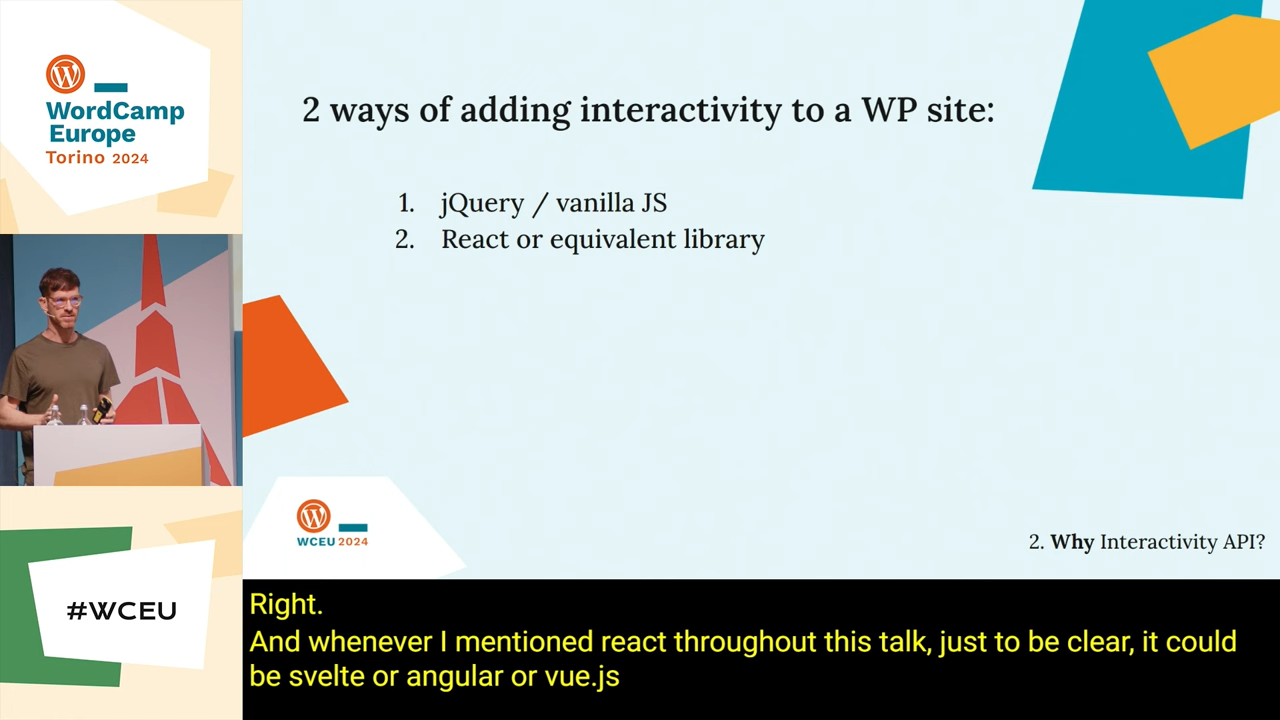 WordCamp
Europe
Torino 2024
2 ways of adding interactivity to a WP site:
1. jQuery / vanilla JS
2. React or equivalent library
WCEU 2024
2. Why Interactivity API?
#WCEU
Right.
And whenever I mentioned react throughout this talk, just to be clear, it could
be svelte or angular or vue.js